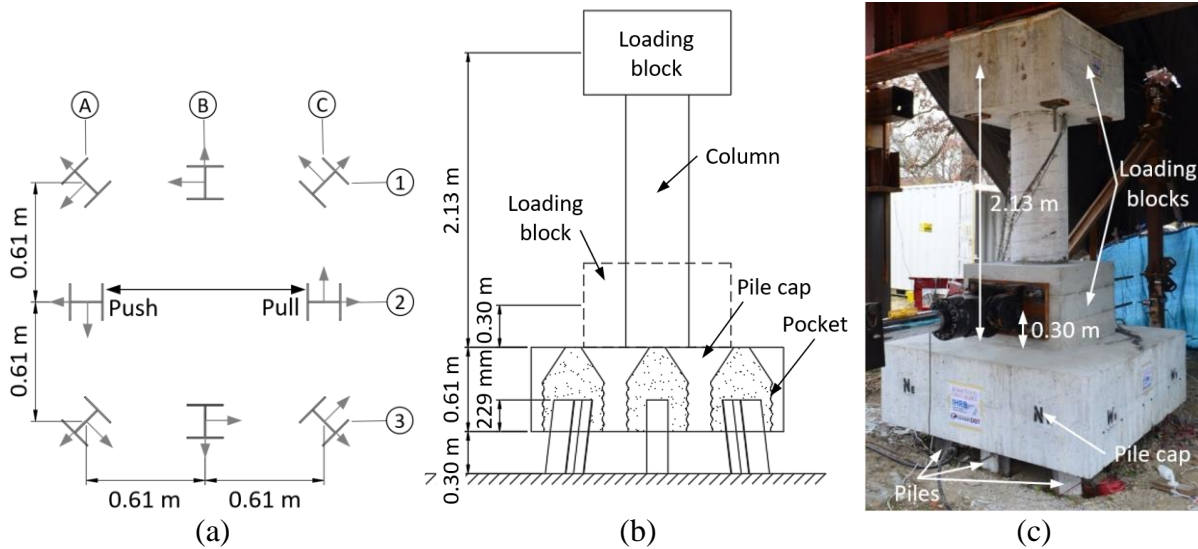 A
B
C
1
0.61 m
Push
Pull
2
0.61 m
3
0.61 m
0.61 m
(a)
Loading
block
2.13 m
Column
Loading
block
0.30 m
Pile cap
Pocket
0.61 m
229 mm
0.30 m
(b)
2.13 m
Loading
blocks
0.30 m
Pile cap
Piles
(c)